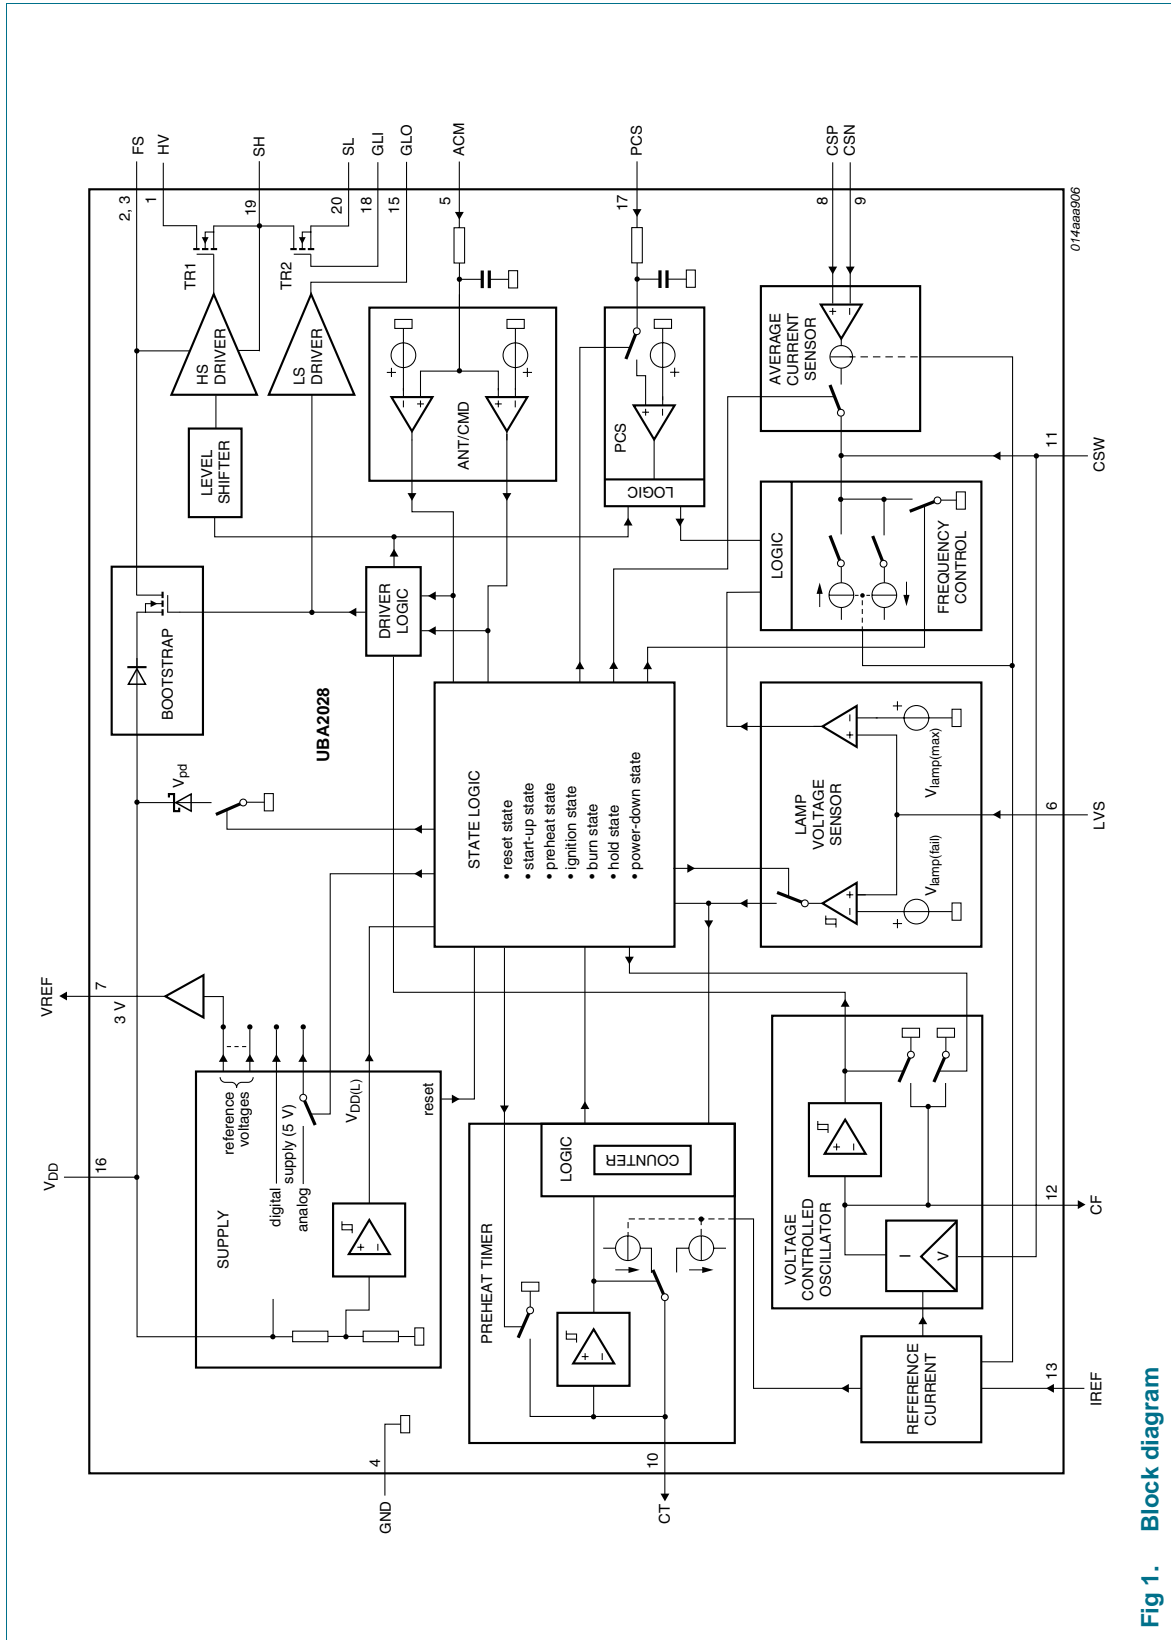 VDD
16
VREF
7
3 V
FS
2, 3
HV
1
SH
19
SL
20
GLI
18
GLO
15
ACM
5
PCS
17
CSP
8
CSN
9
CSW
11
LVS
6
CF
12
IREF
13
CT
10
GND
4
SUPPLY
reference
voltages
digital
supply (5 V)
analog
VDD(L)
reset
Vpd
BOOTSTRAP
UBA2028
LEVEL
SHIFTER
HS
DRIVER
LS
DRIVER
TR1
TR2
DRIVER
LOGIC
ANT/CMD
PCS
LOGIC
STATE LOGIC
• reset state
• start-up state
• preheat state
• ignition state
• burn state
• hold state
• power-down state
PREHEAT TIMER
LOGIC
COUNTER
VOLTAGE
CONTROLLED
OSCILLATOR
I
V
REFERENCE
CURRENT
LAMP
VOLTAGE
SENSOR
Vlamp(fail)
Vlamp(max)
LOGIC
FREQUENCY
CONTROL
AVERAGE
CURRENT
SENSOR
014aaa906
Fig 1. Block diagram